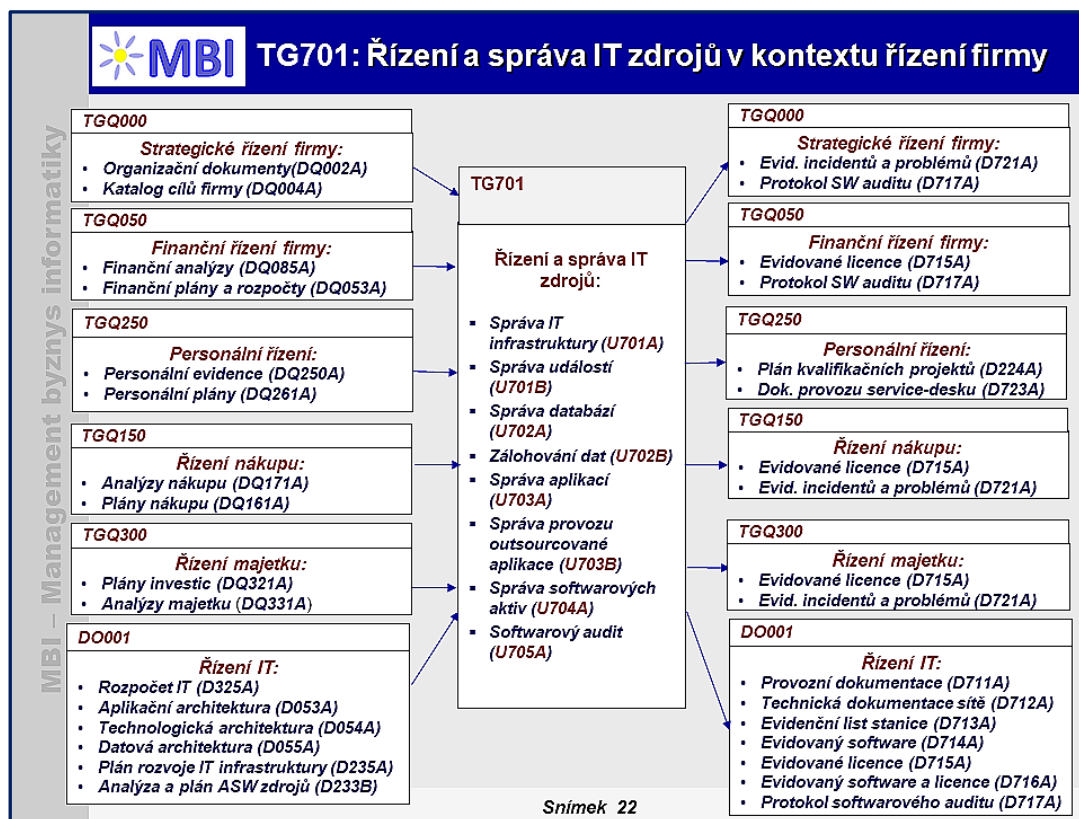 MBI
TG701: Řízení a správa IT zdrojů v kontextu řízení firmy
MBI – Management byznys informatiky
TGQ000
Strategické řízení firmy:
• Organizační dokumenty(DQ002A)
• Katalog cílů firmy (DQ004A)
TGQ050
Finanční řízení firmy:
• Finanční analýzy (DQ085A)
• Finanční plány a rozpočty (DQ053A)
TGQ250
Personální řízení:
• Personální evidence (DQ250A)
• Personální plány (DQ261A)
TGQ150
Řízení nákupu:
• Analýzy nákupu (DQ171A)
• Plány nákupu (DQ161A)
TGQ300
Řízení majetku:
• Plány investic (DQ321A)
• Analýzy majetku (DQ331A)
DO001
Řízení IT:
• Rozpočet IT (D325A)
• Aplikační architektura (D053A)
• Technologická architektura (D054A)
• Datová architektura (D055A)
• Plán rozvoje IT infrastruktury (D235A)
• Analýza a plán ASW zdrojů (D233B)
TG701
Řízení a správa IT
zdrojů:
▪ Správa IT
infrastruktury (U701A)
▪ Správa událostí
(U701B)
▪ Správa databází
(U702A)
▪ Zálohování dat (U702B)
▪ Správa aplikací
(U703A)
▪ Správa provozu
outsourcované
aplikace (U703B)
▪ Správa softwarových
aktiv (U704A)
▪ Softwarový audit
(U705A)
TGQ000
Strategické řízení firmy:
• Evid. incidentů a problémů (D721A)
• Protokol SW auditu (D717A)
TGQ050
Finanční řízení firmy:
• Evidované licence (D715A)
• Protokol SW auditu (D717A)
TGQ250
Personální řízení:
• Plán kvalifikačních projektů (D224A)
• Dok. provozu service-desku (D723A)
TGQ150
Řízení nákupu:
• Evidované licence (D715A)
• Evid. incidentů a problémů (D721A)
TGQ300
Řízení majetku:
• Evidované licence (D715A)
• Evid. incidentů a problémů (D721A)
DO001
Řízení IT:
• Provozní dokumentace (D711A)
• Technická dokumentace sítě (D712A)
• Evidenční list stanice (D713A)
• Evidovaný software (D714A)
• Evidované licence (D715A)
• Evidovaný software a licence (D716A)
• Protokol softwarového auditu (D717A)
Snímek 22